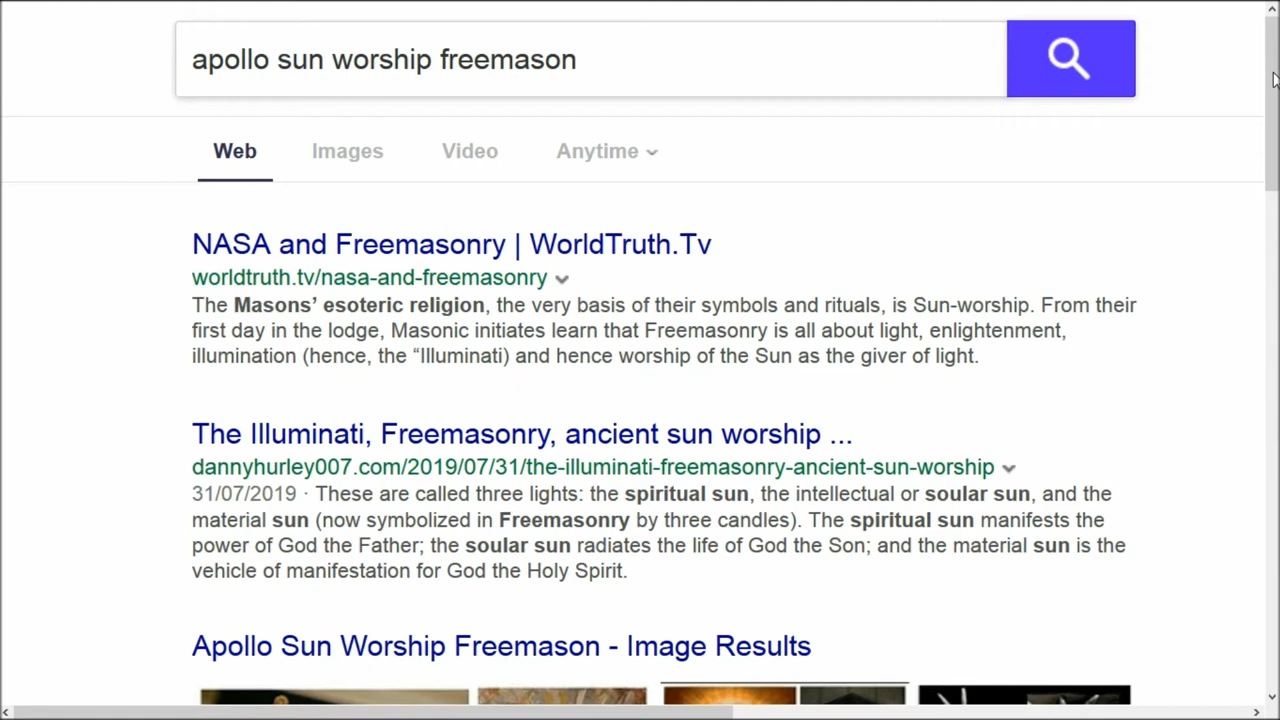 apollo sun worship freemason
Web Images Video Anytime
NASA and Freemasonry | WorldTruth.Tv
worldtruth.tv/nasa-and-freemasonry
The Masons’ esoteric religion, the very basis of their symbols and rituals, is Sun-worship. From their
first day in the lodge, Masonic initiates learn that Freemasonry is all about light, enlightenment,
illumination (hence, the “Illuminati) and hence worship of the Sun as the giver of light.
The Illuminati, Freemasonry, ancient sun worship ...
dannyhurley007.com/2019/07/31/the-illuminati-freemasonry-ancient-sun-worship
31/07/2019 · These are called three lights: the spiritual sun, the intellectual or soular sun, and the
material sun (now symbolized in Freemasonry by three candles). The spiritual sun manifests the
power of God the Father; the soular sun radiates the life of God the Son; and the material sun is the
vehicle of manifestation for God the Holy Spirit.
Apollo Sun Worship Freemason - Image Results